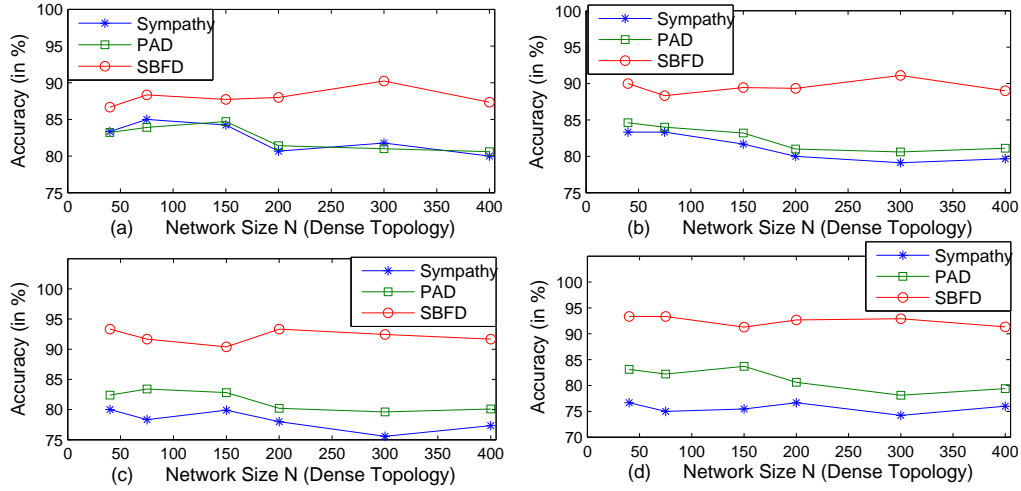 100
95
90
85
80
75
Accuracy (in %)
Sympathy
PAD
SBFD
0 50 100 150 200 250 300 350 400
(a) Network Size N (Dense Topology)
100
95
90
85
80
75
Accuracy (in %)
Sympathy
PAD
SBFD
0 50 100 150 200 250 300 350 400
(b) Network Size N (Dense Topology)
100
95
90
85
80
75
Accuracy (in %)
Sympathy
PAD
SBFD
0 50 100 150 200 250 300 350 400
(c) Network Size N (Dense Topology)
100
95
90
85
80
75
70
Accuracy (in %)
Sympathy
PAD
SBFD
0 50 100 150 200 250 300 350 400
(d) Network Size N (Dense Topology)